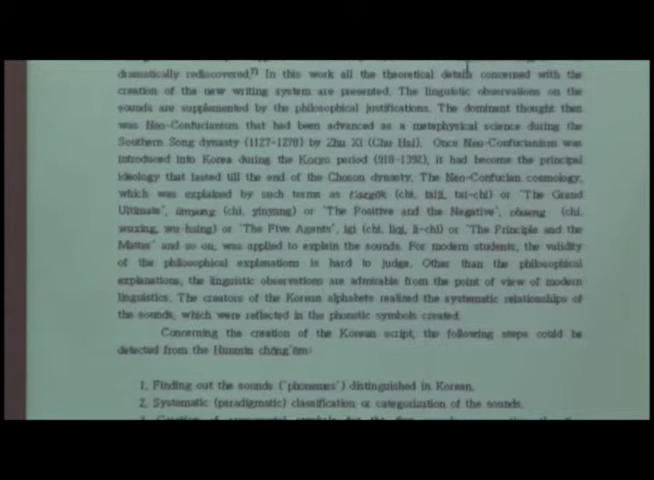 dramatically rediscovered.7) In this work all the theoretical details concerned with the
creation of the new writing system are presented. The linguistic observations on the
sounds are supplemented by the philosophical justifications. The dominant thought then
was Neo-Confucianism that had been advanced as a metaphysical science during the
Southern Song dynasty (1127-1279) by Zhu Xi (Chu Hsi). Once Neo-Confucianism was
introduced into Korea during the Koryo period (918-1392), it had become the principal
ideology that lasted till the end of the Choson dynasty. The Neo-Confucian cosmology,
which was explained by such terms as t'aegŭk (chi, taiji, tai-chi) or 'The Grand
Ultimate', ŭmyang (chi, yinyang) or 'The Positive and the Negative', ohaeng (chi,
wuxing, wu-hsing) or 'The Five Agents', igi (chi, liqi, li-chi) or 'The Principle and the
Matter' and so on, was applied to explain the sounds. For modern students, the validity
of the philosophical explanations is hard to judge. Other than the philosophical
explanations, the linguistic observations are admirable from the point of view of modern
linguistics. The creators of the Korean alphabets realized the systematic relationships of
the sounds, which were reflected in the phonetic symbols created.
Concerning the creation of the Korean script, the following steps could be
detected from the Hunmin chŏng'ŭm:
1. Finding out the sounds ('phonemes') distinguished in Korean.
2. Systematic (paradigmatic) classification or categorization of the sounds.